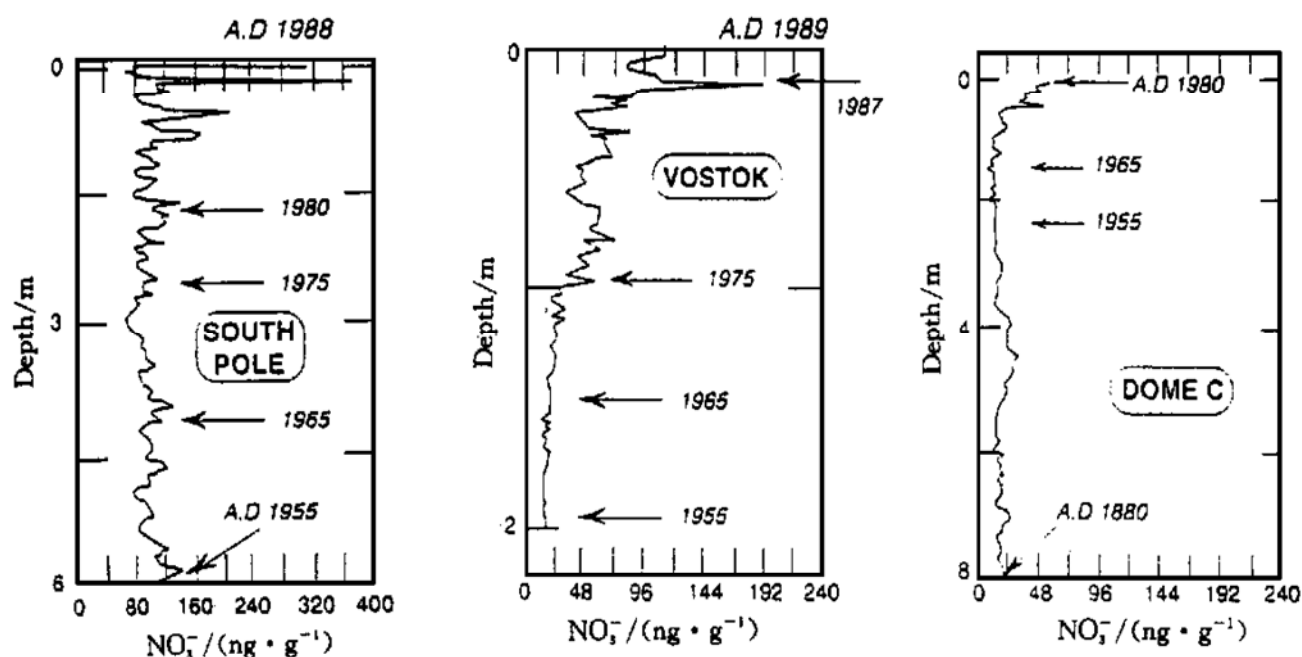 A.D 1988
0
1980
1975
Depth/m
3
SOUTH
POLE
1965
A.D 1955
6
0 80 160 240 320 400
NO₃⁻/(ng · g⁻¹)
A.D 1989
0
1987
VOSTOK
1975
Depth/m
1965
1955
2
0 48 96 144 192 240
NO₃⁻/(ng · g⁻¹)
0
A.D 1980
1965
1955
Depth/m
4
DOME C
A.D 1880
8
0 48 96 144 192 240
NO₃⁻/(ng · g⁻¹)